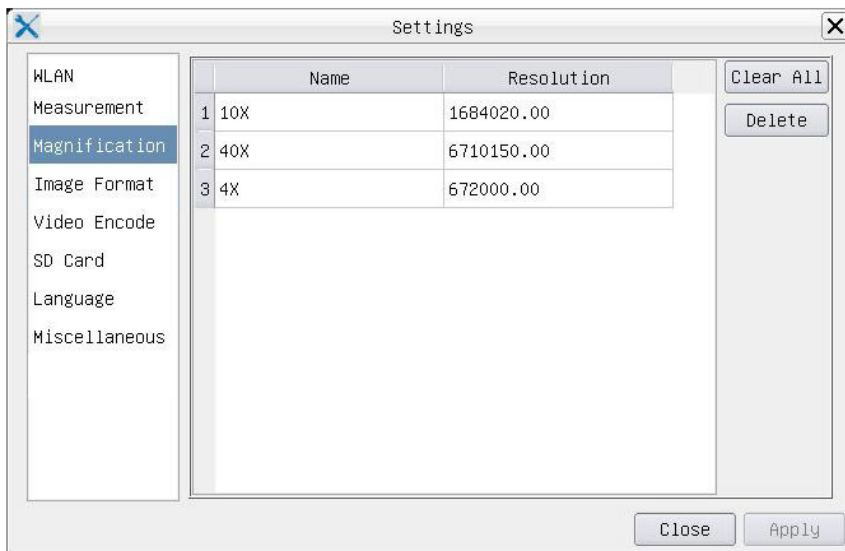 Settings
WLAN
Measurement
Magnification
Image Format
Video Encode
SD Card
Language
Miscellaneous
Name Resolution
1 10X 1684020.00
2 40X 6710150.00
3 4X 672000.00
Clear All
Delete
Close Apply